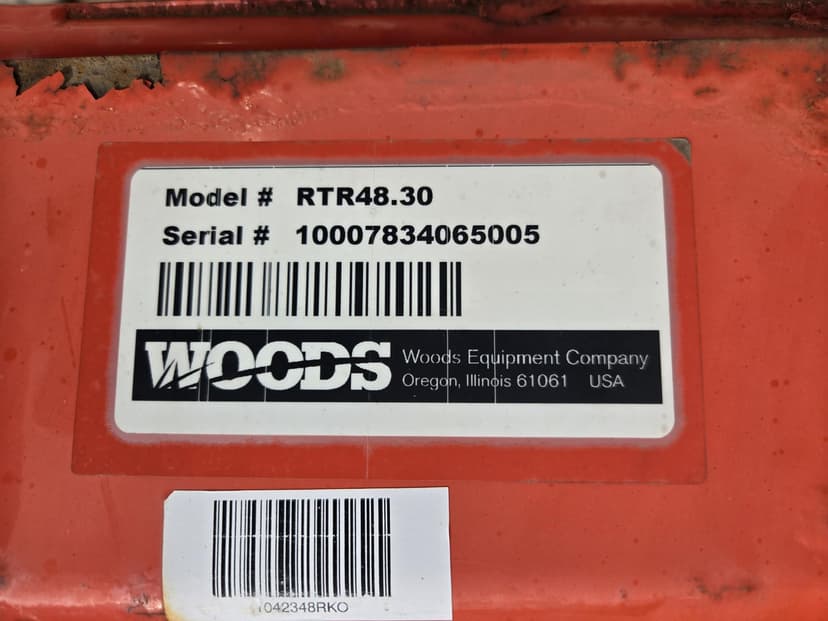 Model # RTR48.30
Serial # 10007834065005
WOODS
Woods Equipment Company
Oregon, Illinois 61061 USA
1042348RKO